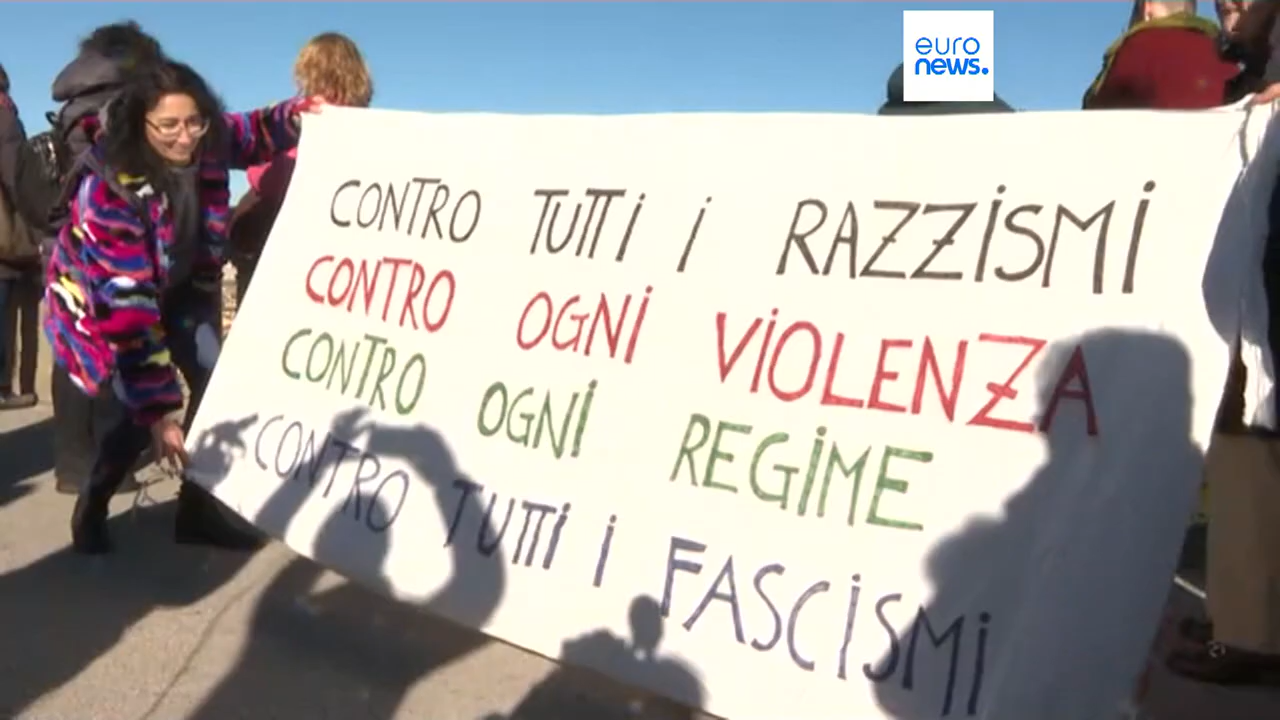 euro
news.
CONTRO TUTTI i RAZZiSMi
CONTRO OGNi ViOLENZA
CONTRO OGNi REGiME
CONTRO TUTTi i FASCiSMi